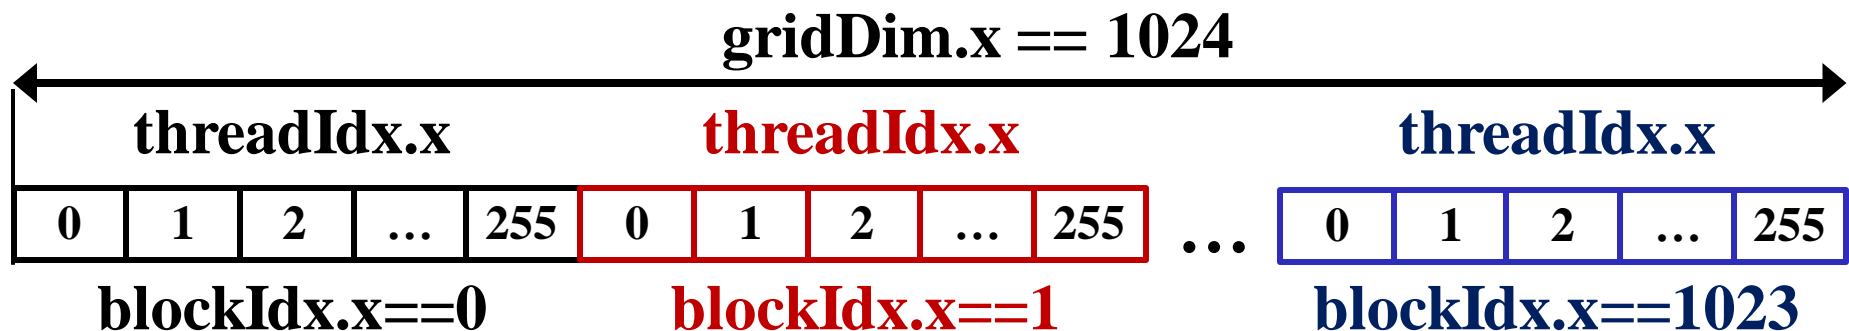 gridDim.x == 1024
threadIdx.x threadIdx.x threadIdx.x
0 1 2 … 255 0 1 2 … 255 … 0 1 2 … 255
blockIdx.x==0 blockIdx.x==1 blockIdx.x==1023